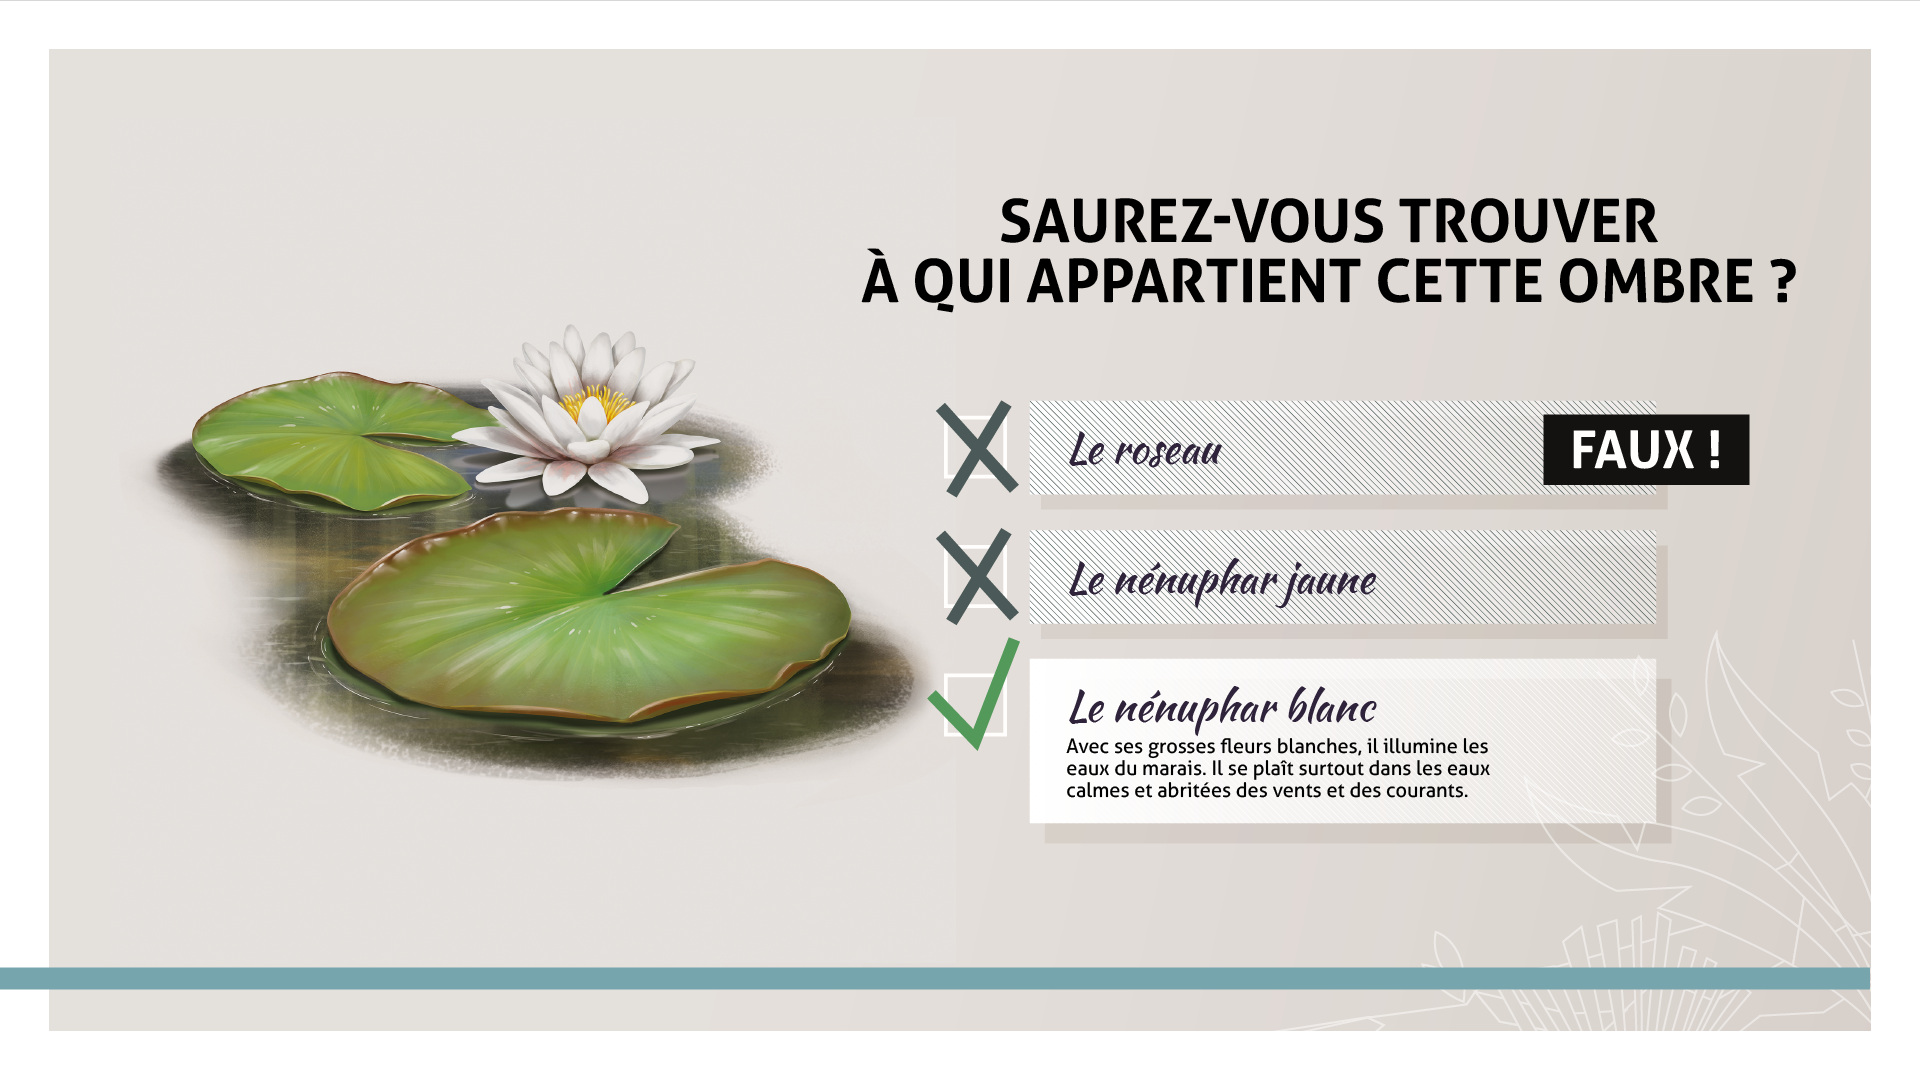 SAUREZ-VOUS TROUVER
À QUI APPARTIENT CETTE OMBRE ?
Le roseau
FAUX !
Le nénuphar jaune
Le nénuphar blanc
Avec ses grosses fleurs blanches, il illumine les
eaux du marais. Il se plaît surtout dans les eaux
calmes et abritées des vents et des courants.